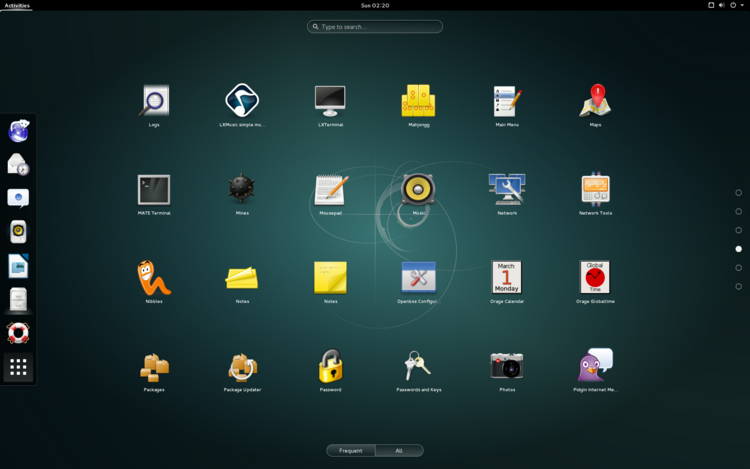 Activities
Sun 02:20
Type to search...
Logs
LXMusic simple mu...
LXTerminal
Mahjongg
Main Menu
Maps
MATE Terminal
Mines
Mousepad
Music
Network
Network Tools
Nibbles
Notes
Notes
Openbox Configur...
March
1
Monday
Orage Calendar
Global
Time
Orage Globaltime
Packages
Package Updater
Password
Passwords and Keys
Photos
Pidgin Internet Me...
Frequent
All